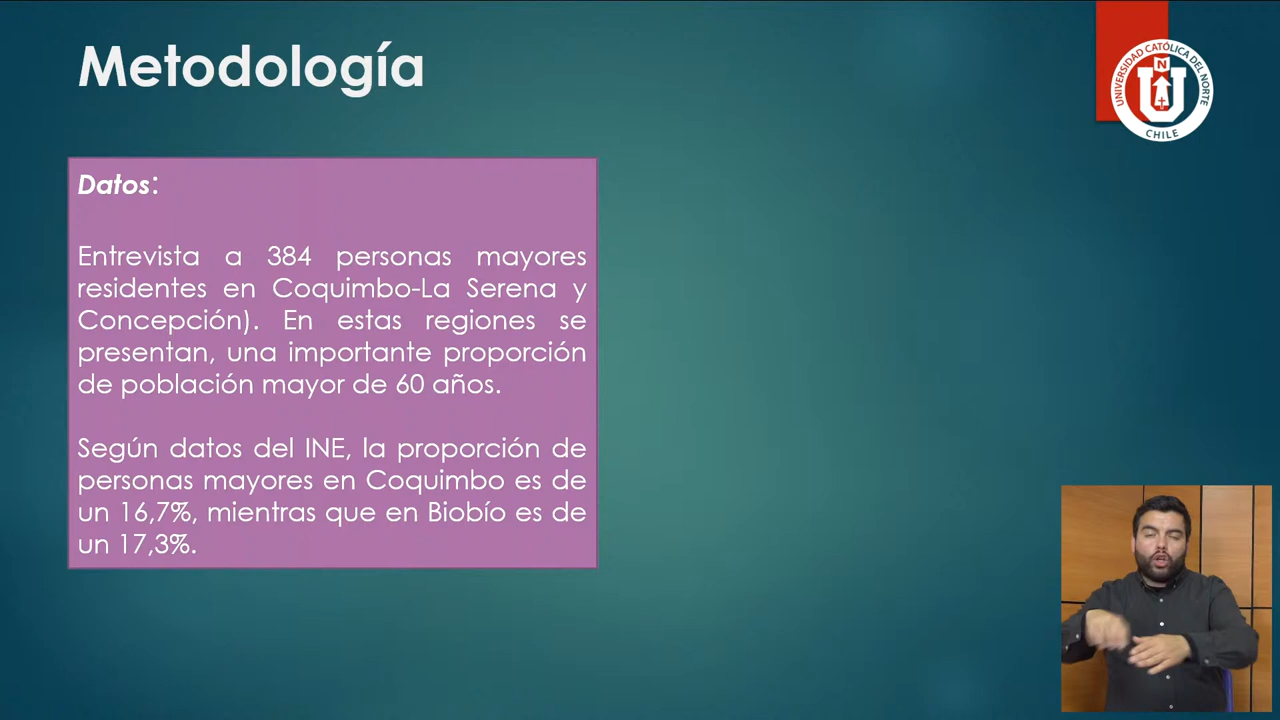 Metodología
UNIVERSIDAD CATÓLICA DEL NORTE
N
CHILE
Datos:
Entrevista a 384 personas mayores
residentes en Coquimbo-La Serena y
Concepción). En estas regiones se
presentan, una importante proporción
de población mayor de 60 años.
Según datos del INE, la proporción de
personas mayores en Coquimbo es de
un 16,7%, mientras que en Biobío es de
un 17,3%.